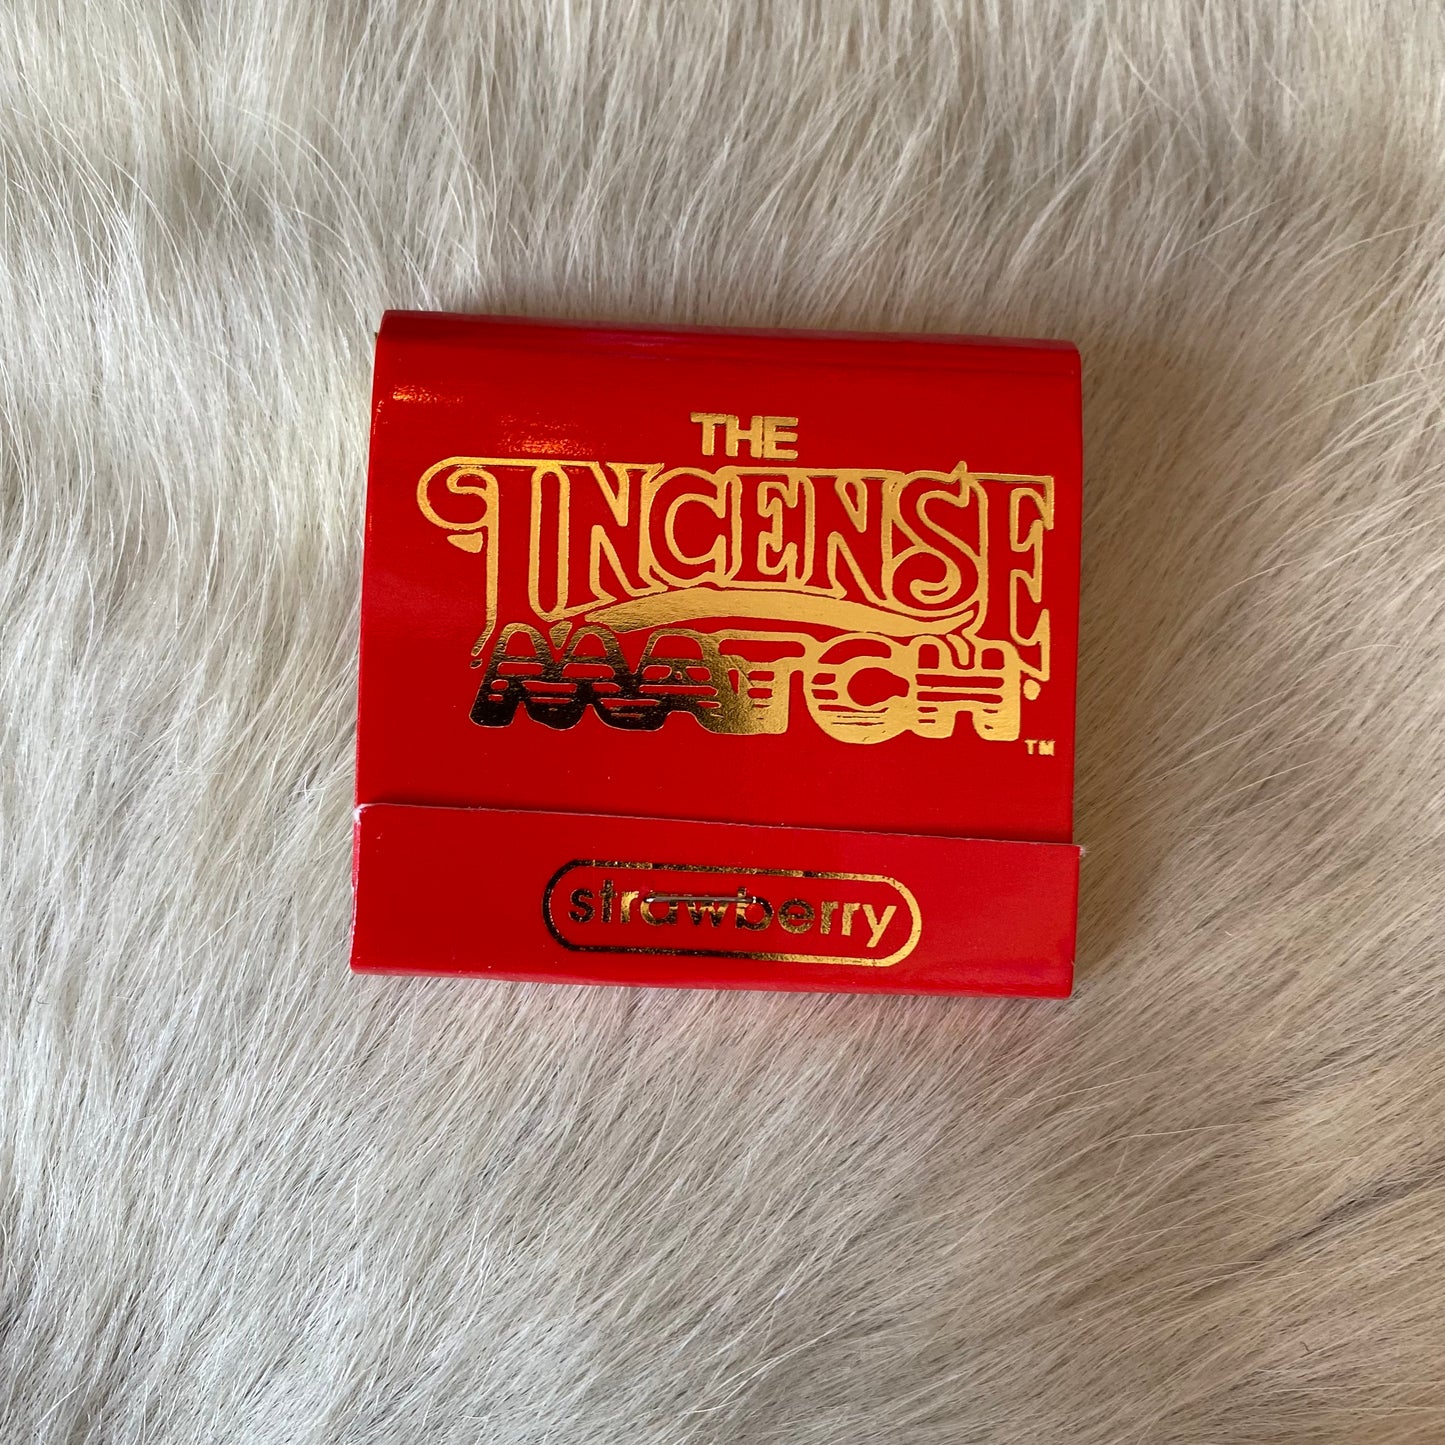 THE
INCENSE
MATCH
TM
strawberry